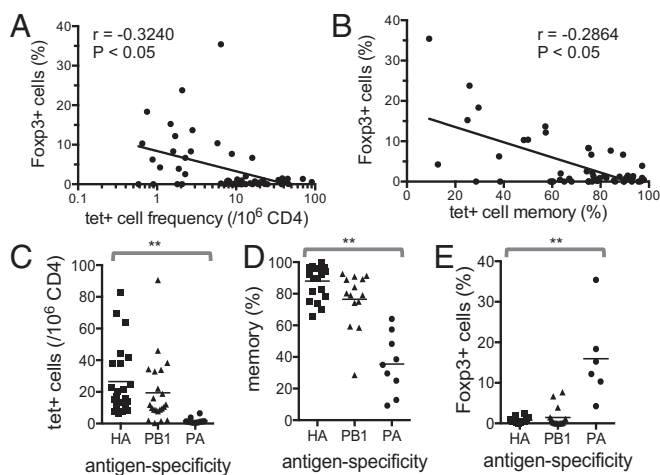 A
r = -0.3240
P < 0.05
Foxp3+ cells (%)
40
30
20
10
0
0.1
1
10
100
tet+ cell frequency (/10⁶ CD4)
B
r = -0.2864
P < 0.05
Foxp3+ cells (%)
40
30
20
10
0
0
20
40
60
80
100
tet+ cell memory (%)
C
**
tet+ cells (/10⁶ CD4)
100
80
60
40
20
0
HA
PB1
PA
antigen-specificity
D
**
memory (%)
100
80
60
40
20
0
HA
PB1
PA
antigen-specificity
E
**
Foxp3+ cells (%)
40
30
20
10
0
HA
PB1
PA
antigen-specificity